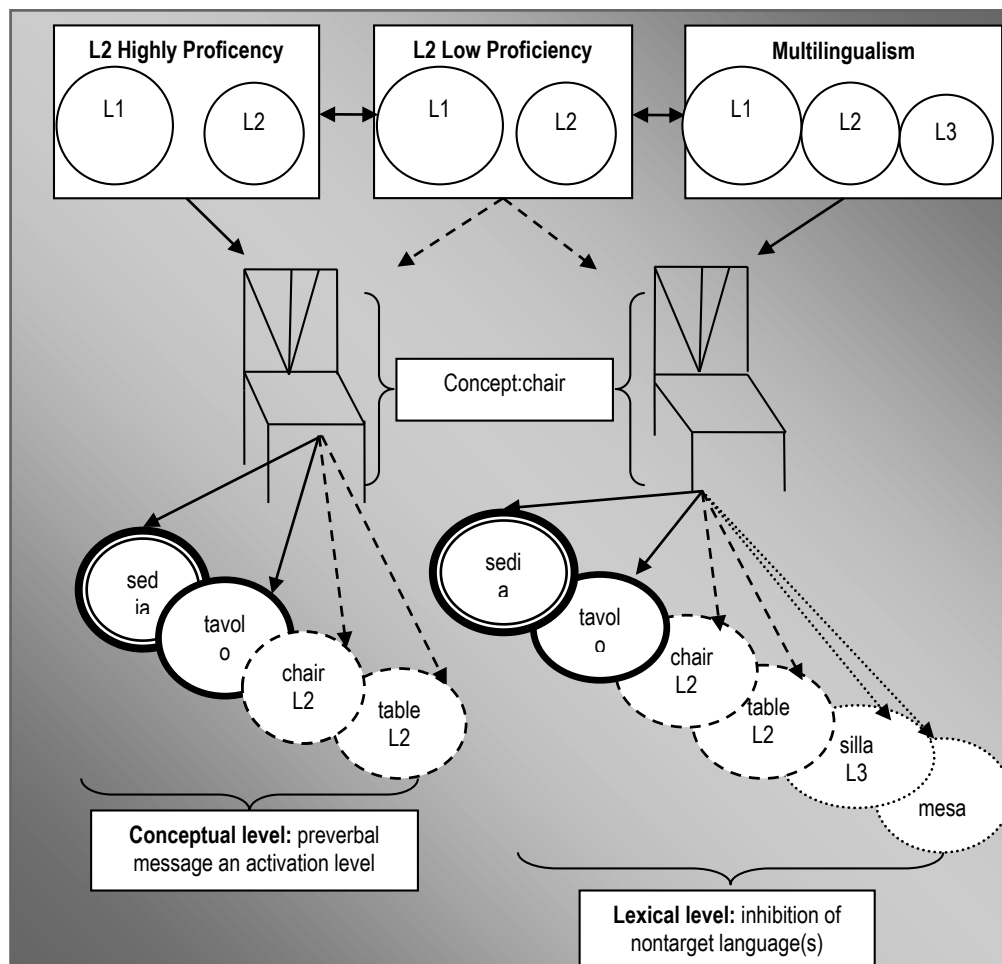 L2 Highly Proficency
L1
L2
L2 Low Proficiency
L1
L2
Multilingualism
L1
L2
L3
Concept:chair
sed
ia
tavol
o
chair
L2
table
L2
sedi
a
tavol
o
chair
L2
table
L2
silla
L3
mesa
Conceptual level: preverbal
message an activation level
Lexical level: inhibition of
nontarget language(s)